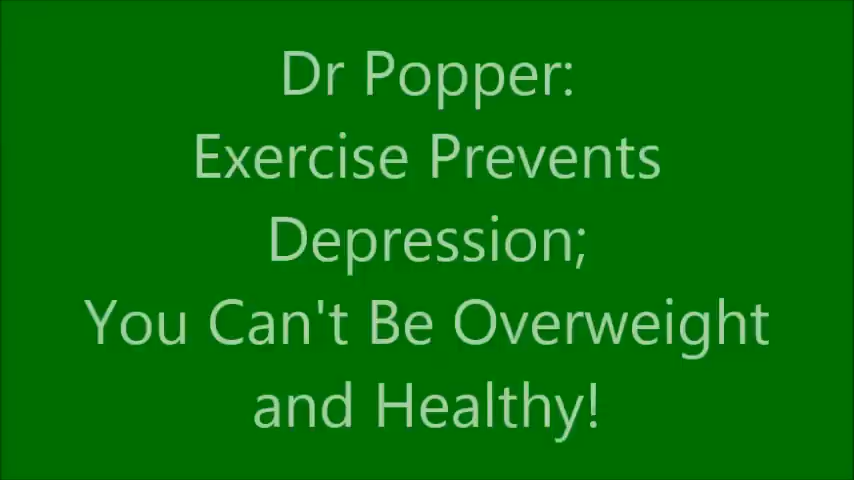 Dr Popper:
Exercise Prevents
Depression;
You Can't Be Overweight
and Healthy!